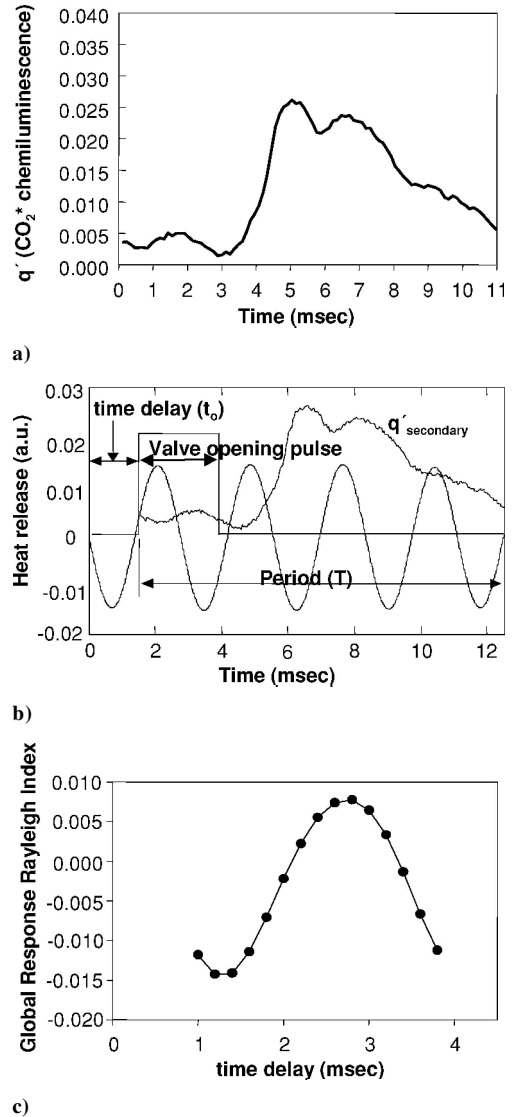 0.040
0.035
0.030
0.025
0.020
0.015
0.010
0.005
0.000
q´ (CO2* chemiluminescence)
0 1 2 3 4 5 6 7 8 9 10 11
Time (msec)
a)
0.03
0.02
0.01
0
-0.01
-0.02
Heat release (a.u.)
time delay (to)
Valve opening pulse
q´secondary
Period (T)
0 2 4 6 8 10 12
Time (msec)
b)
0.010
0.005
0.000
-0.005
-0.010
-0.015
-0.020
Global Response Rayleigh Index
0 1 2 3 4
time delay (msec)
c)